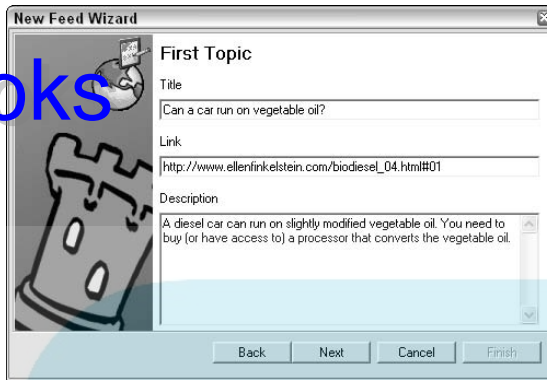 New Feed Wizard
oks
First Topic
Title
Can a car run on vegetable oil?
Link
http://www.ellenfinkelstein.com/biodiesel_04.html#01
Description
A diesel car can run on slightly modified vegetable oil. You need to
buy (or have access to) a processor that converts the vegetable oil.
Back Next Cancel Finish